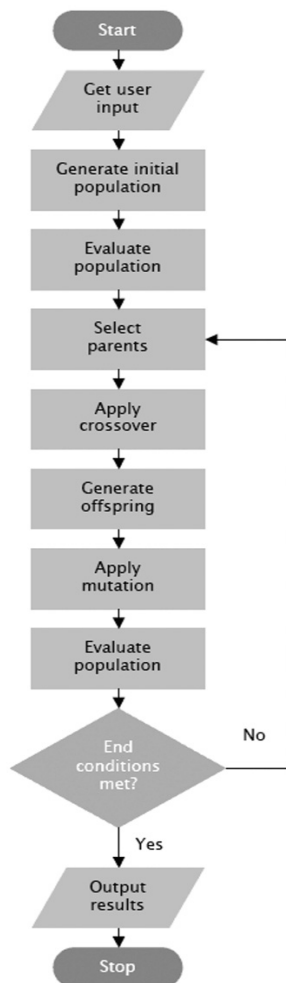 Start
Get user
input
Generate initial
population
Evaluate
population
Select
parents
Apply
crossover
Generate
offspring
Apply
mutation
Evaluate
population
End
conditions
met?
No
Yes
Output
results
Stop